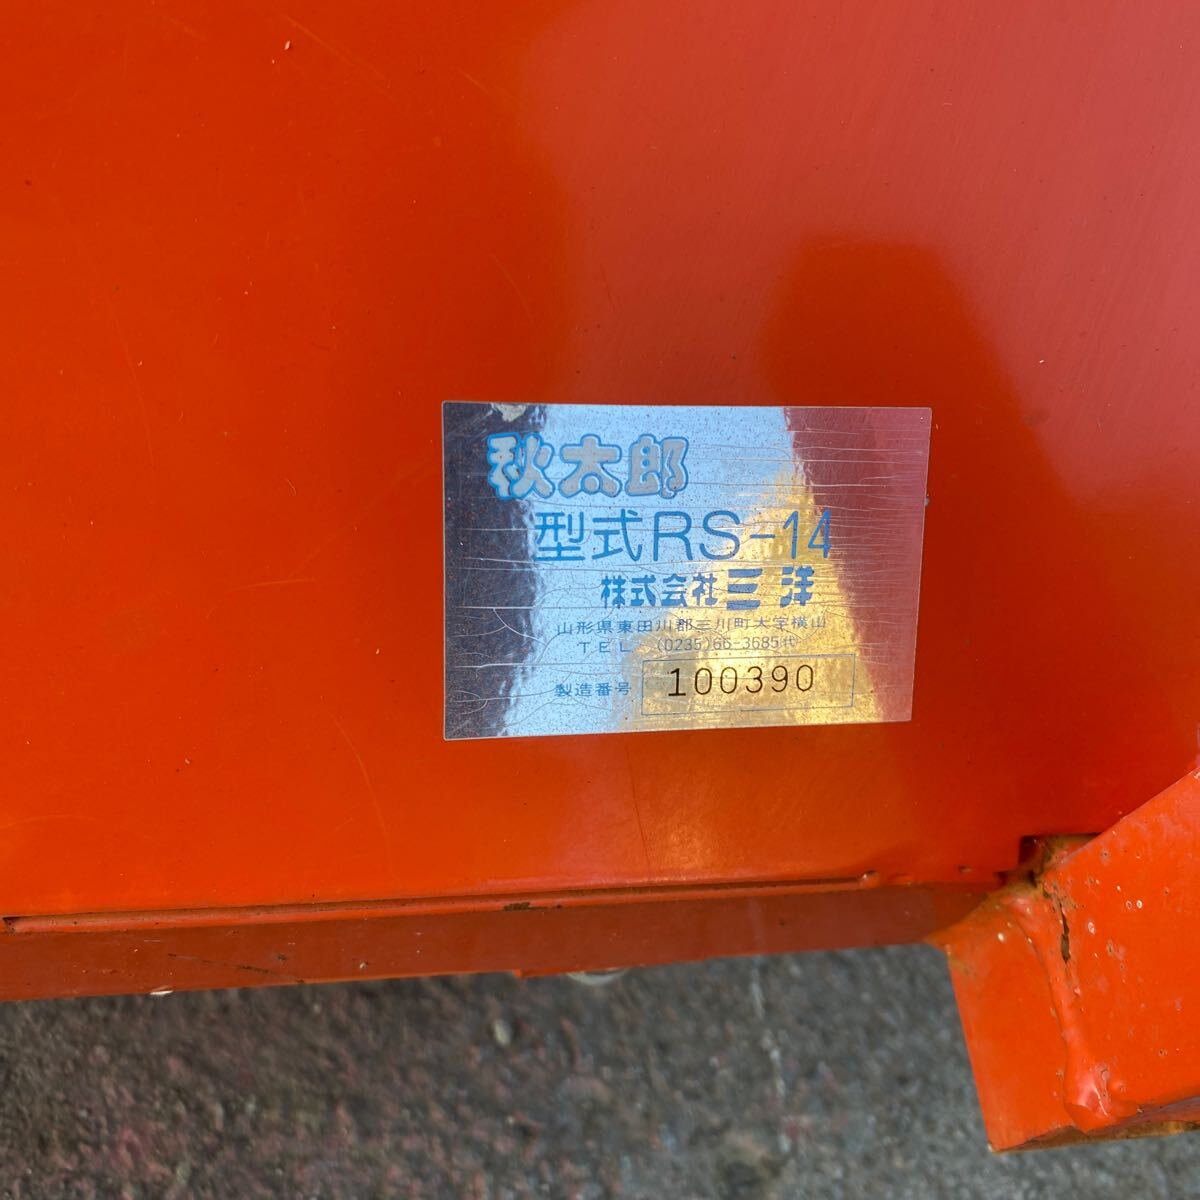 秋太郎
型式RS-14
株式会社三洋
山形県東田川郡三川町大字横山
TEL (0235)66-3685代
製造番号 100390